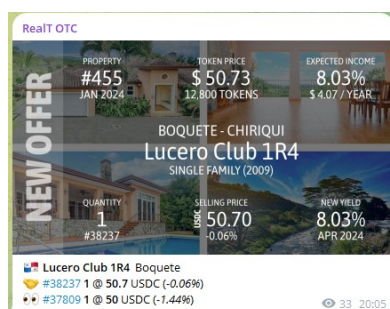 RealT OTC
NEW OFFER
PROPERTY
#455
JAN 2024
TOKEN PRICE
$ 50.73
12,800 TOKENS
EXPECTED INCOME
8.03%
$ 4.07 / YEAR
BOQUETE - CHIRIQUI
Lucero Club 1R4
SINGLE FAMILY (2009)
QUANTITY
1
#38237
SELLING PRICE
USDC 50.70
-0.06%
NEW YIELD
8.03%
APR 2024
🇵🇦 Lucero Club 1R4 Boquete
🤝 #38237 1 @ 50.7 USDC (-0.06%)
👀 #37809 1 @ 50 USDC (-1.44%)
33 20:05